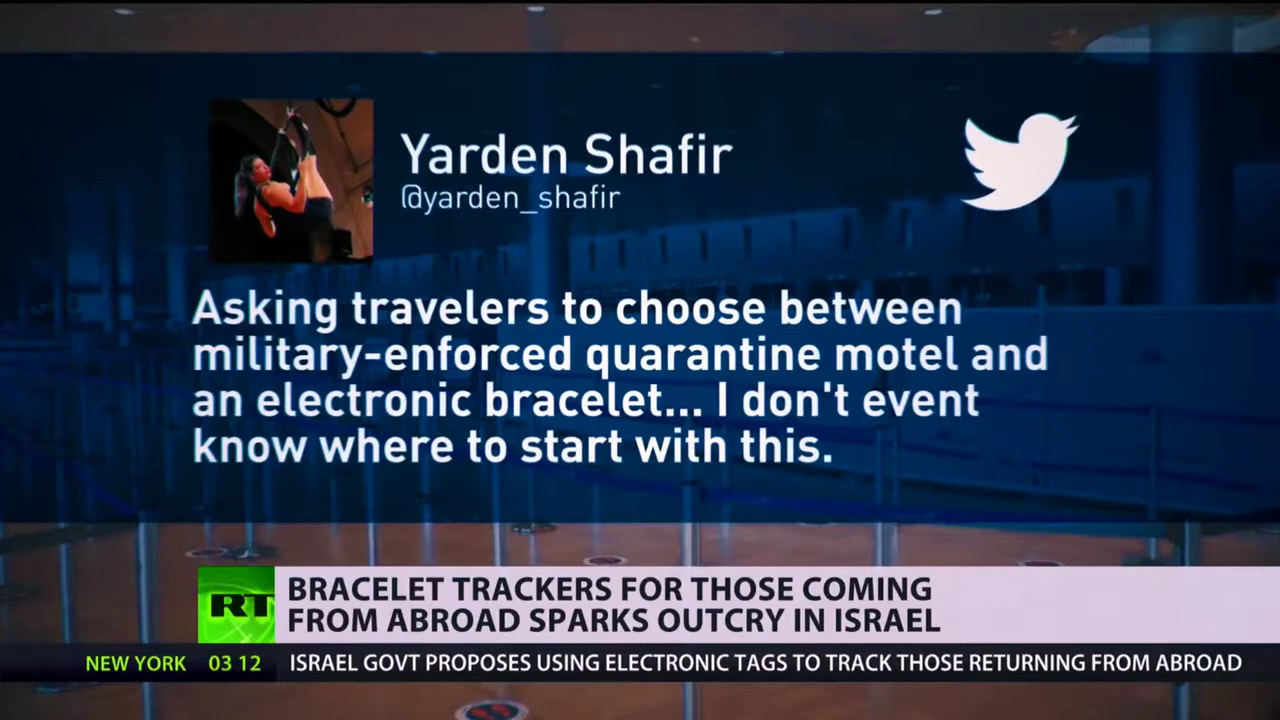 Yarden Shafir
@yarden_shafir
Asking travelers to choose between
military-enforced quarantine motel and
an electronic bracelet... I don't event
know where to start with this.
RT
BRACELET TRACKERS FOR THOSE COMING
FROM ABROAD SPARKS OUTCRY IN ISRAEL
NEW YORK 03 12 ISRAEL GOVT PROPOSES USING ELECTRONIC TAGS TO TRACK THOSE RETURNING FROM ABROAD